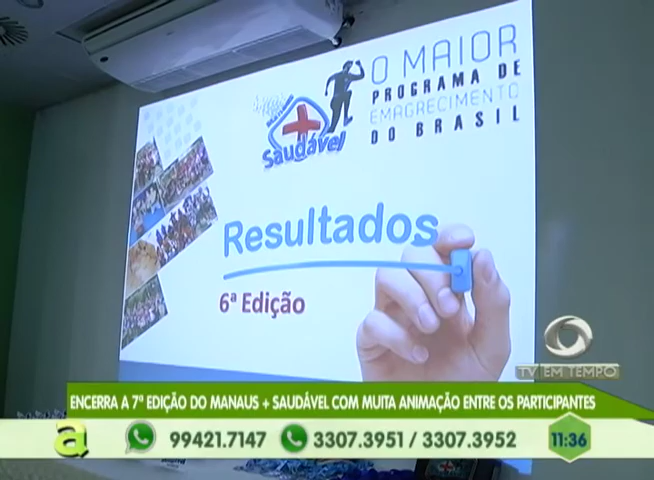 O MAIOR
PROGRAMA DE
EMAGRECIMENTO
DO BRASIL
Saudável
Resultados
6ª Edição
TV EM TEMPO
ENCERRA A 7ª EDIÇÃO DO MANAUS + SAUDÁVEL COM MUITA ANIMAÇÃO ENTRE OS PARTICIPANTES
a 99421.7147 3307.3951 / 3307.3952 11:36